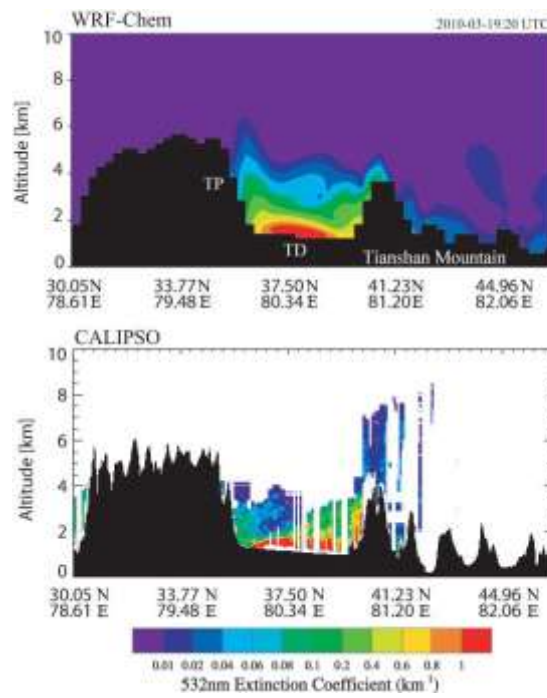 WRF-Chem 2010-03-19:20 UTC
10
8
6
4
2
0
Altitude [km]
TP
TD
Tianshan Mountain
30.05 N 33.77 N 37.50 N 41.23 N 44.96 N
78.61 E 79.48 E 80.34 E 81.20 E 82.06 E
CALIPSO
10
8
6
4
2
0
Altitude [km]
30.05 N 33.77 N 37.50 N 41.23 N 44.96 N
78.61 E 79.48 E 80.34 E 81.20 E 82.06 E
0.01 0.02 0.04 0.06 0.08 0.1 0.2 0.4 0.6 0.8 1
532nm Extinction Coefficient (km⁻¹)